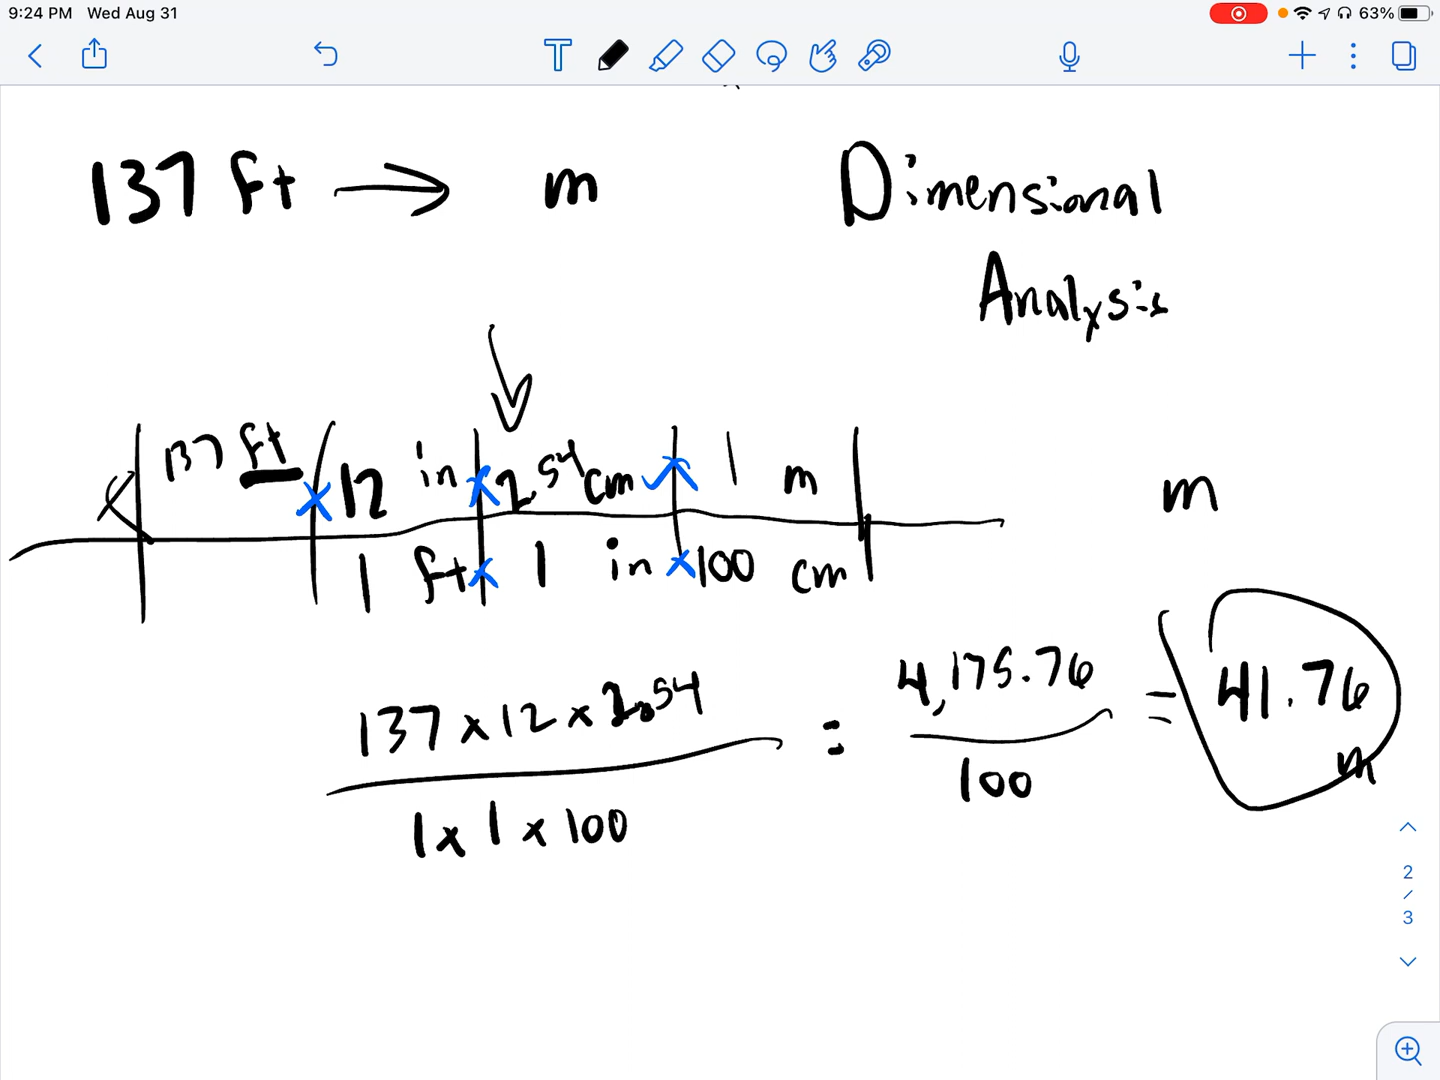 9:24 PM Wed Aug 31 63%
137 ft → m Dimensional
Analysis
137 ft × 12 in × 2.54 cm × 1 m m
1 ft × 1 in × 100 cm
137 × 12 × 2.54 = 4,175.76 = 41.76 m
1 × 1 × 100 100
2
/
3